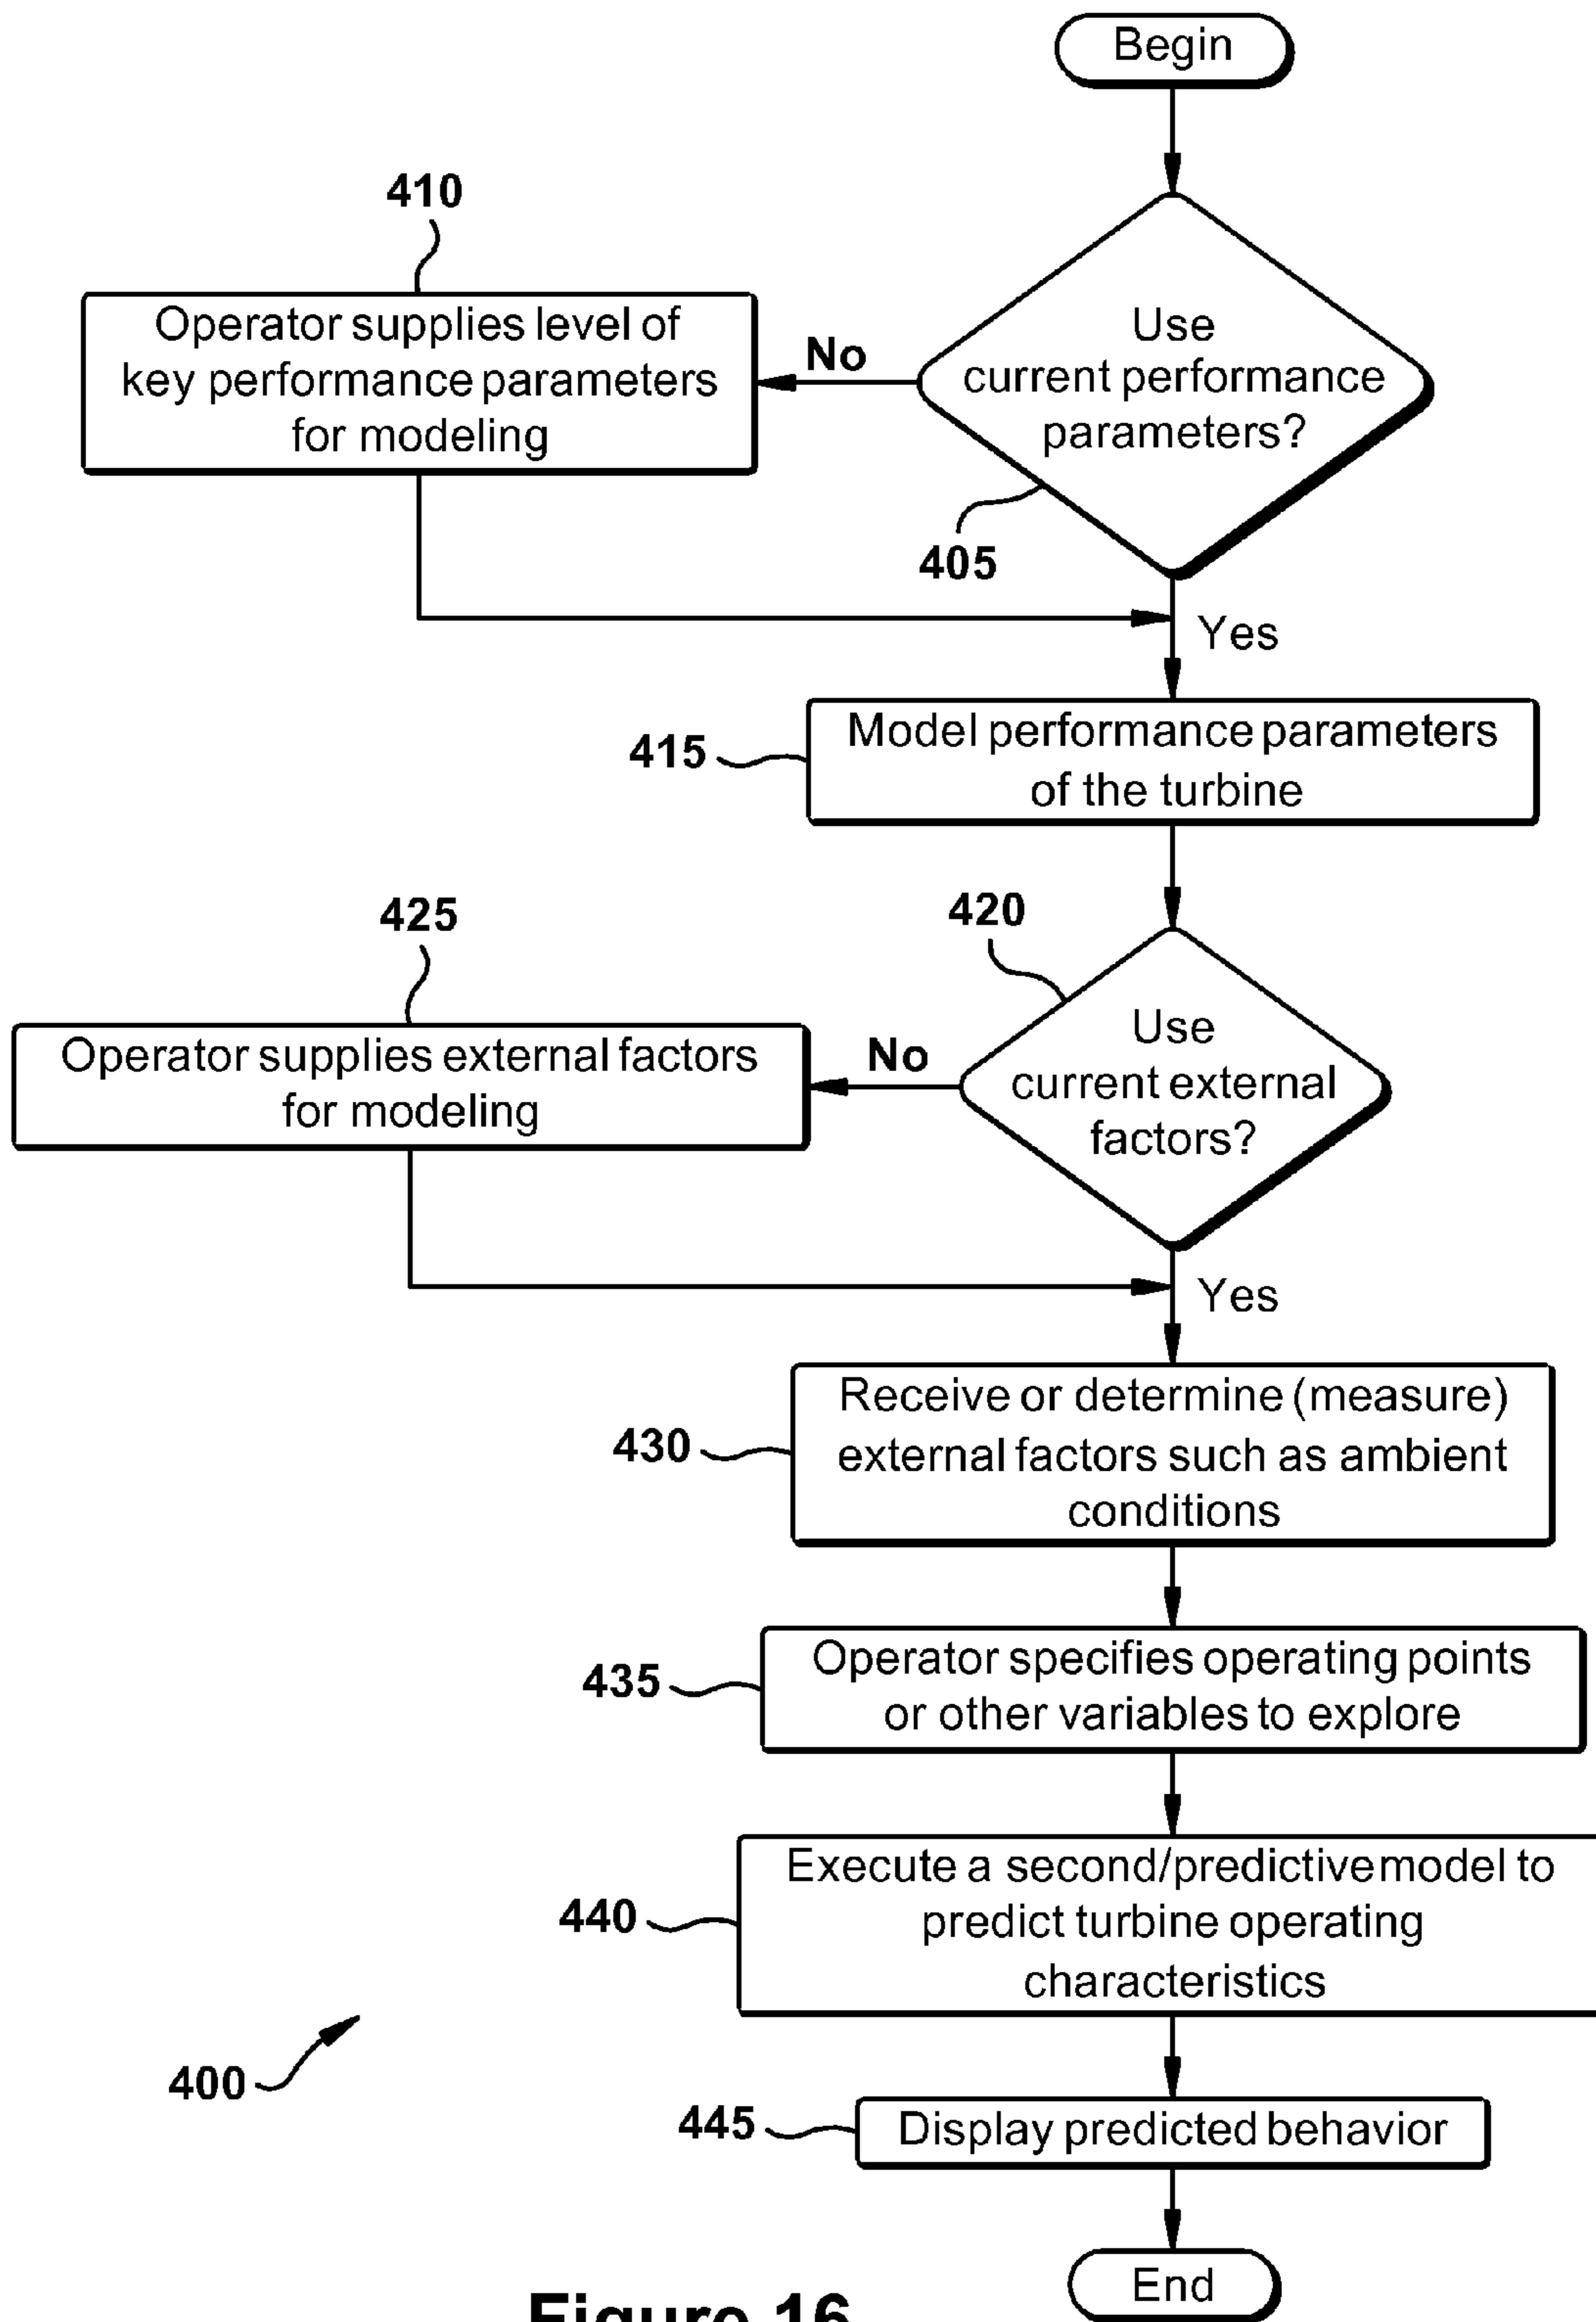 Begin
410
Operator supplies level of
key performance parameters
for modeling
No
Use
current performance
parameters?
405
Yes
415
Model performance parameters
of the turbine
425
420
Operator supplies external factors
for modeling
No
Use
current external
factors?
Yes
430
Receive or determine (measure)
external factors such as ambient
conditions
435
Operator specifies operating points
or other variables to explore
440
Execute a second/predictive model to
predict turbine operating
characteristics
400
445
Display predicted behavior
End
Figure 16